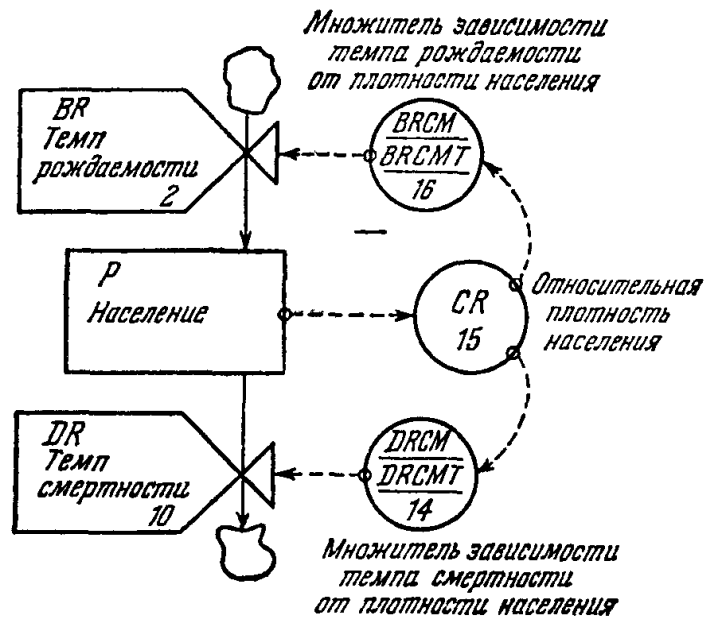 Множитель зависимости
темпа рождаемости
от плотности населения
BR
Темп
рождаемости
2
BRCM
BRCMT
16
P
Население
CR
15
Относительная
плотность
населения
DR
Темп
смертности
10
DRCM
DRCMT
14
Множитель зависимости
темпа смертности
от плотности населения